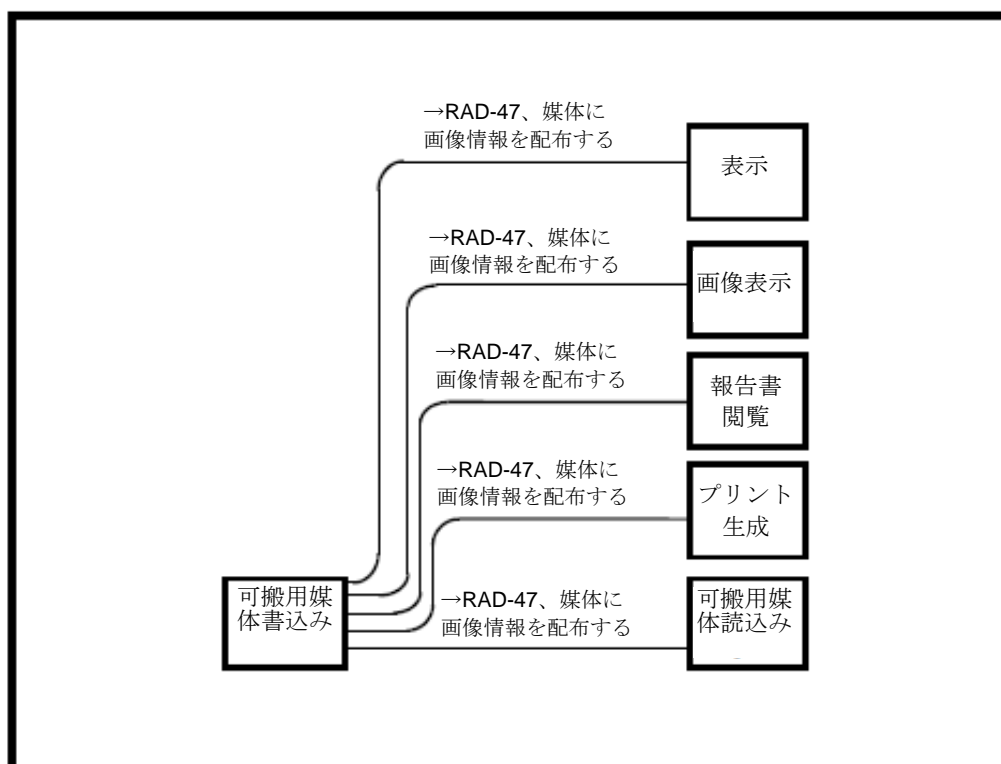 →RAD-47、媒体に
画像情報を配布する
表示
→RAD-47、媒体に
画像情報を配布する
画像表示
→RAD-47、媒体に
画像情報を配布する
報告書
閲覧
→RAD-47、媒体に
画像情報を配布する
プリント
生成
可搬用媒
体書込み
→RAD-47、媒体に
画像情報を配布する
可搬用媒
体読込み